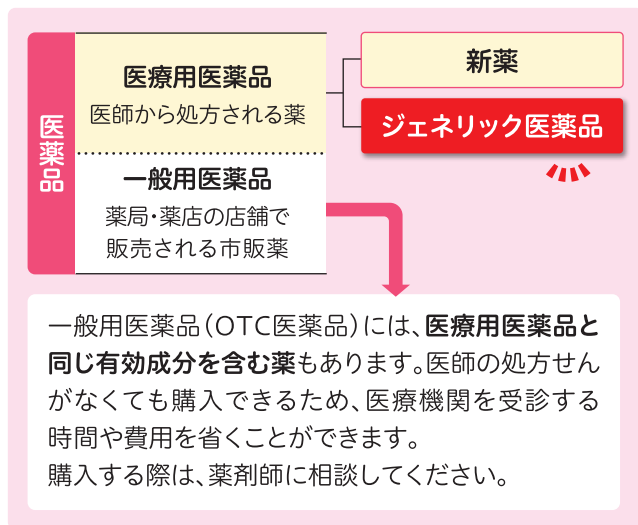 医薬品
医療用医薬品
医師から処方される薬
新薬
ジェネリック医薬品
一般用医薬品
薬局・薬店の店舗で
販売される市販薬
一般用医薬品（OTC医薬品）には、医療用医薬品と
同じ有効成分を含む薬もあります。医師の処方せん
がなくても購入できるため、医療機関を受診する
時間や費用を省くことができます。
購入する際は、薬剤師に相談してください。